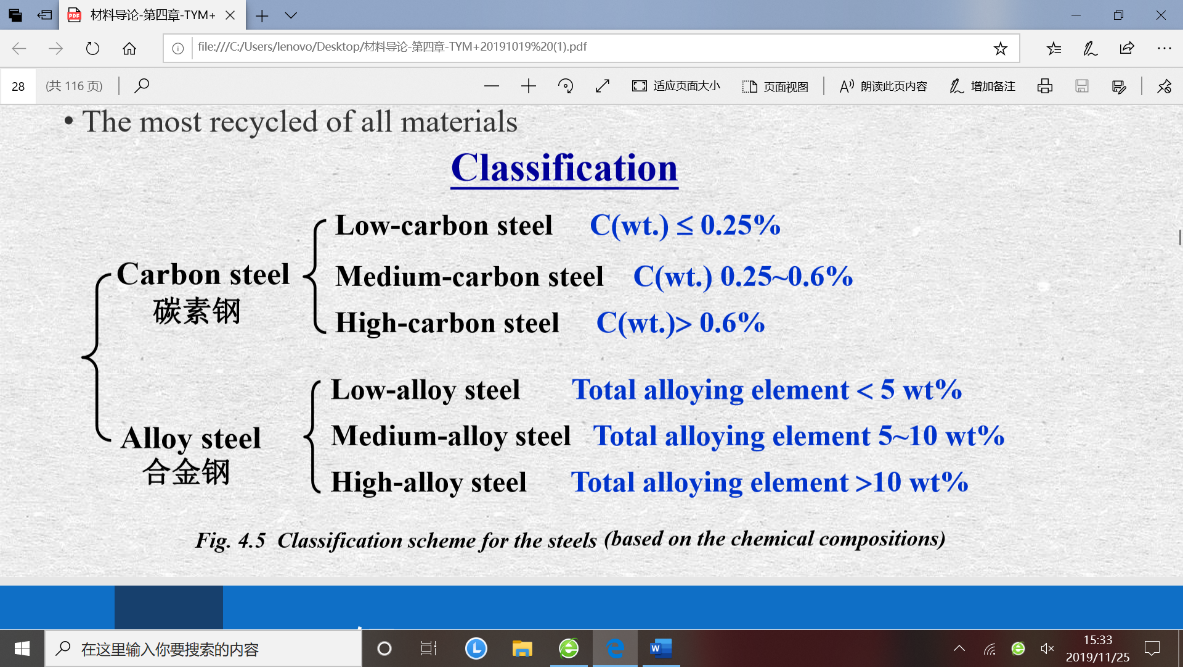 材料导论-第四章-TYM+
file:///C:/Users/lenovo/Desktop/材料导论-第四章-TYM+20191019%20(1).pdf
28 (共 116 页) 适应页面大小 页面视图 朗读此页内容 增加备注
• The most recycled of all materials
Classification
Low-carbon steel C(wt.) ≤ 0.25%
Carbon steel Medium-carbon steel C(wt.) 0.25~0.6%
碳素钢
High-carbon steel C(wt.)> 0.6%
Low-alloy steel Total alloying element < 5 wt%
Alloy steel Medium-alloy steel Total alloying element 5~10 wt%
合金钢
High-alloy steel Total alloying element >10 wt%
Fig. 4.5 Classification scheme for the steels (based on the chemical compositions)
在这里输入你要搜索的内容
15:33
2019/11/25